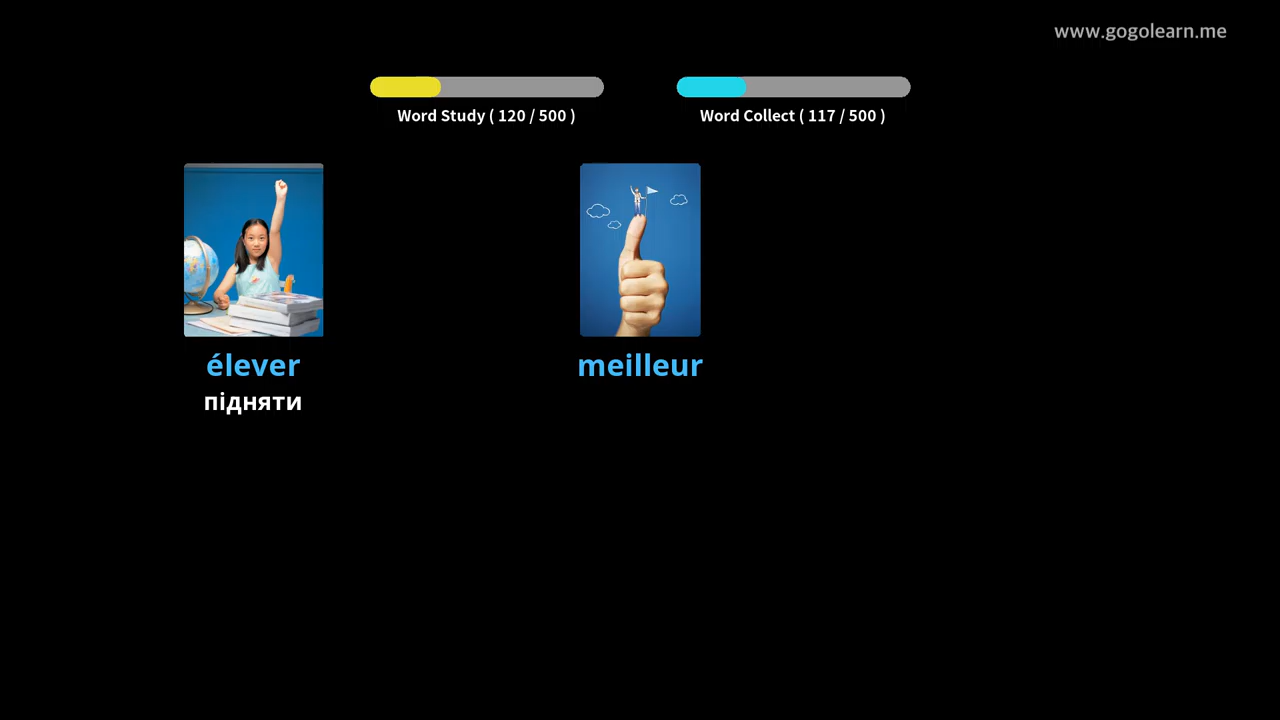 www.gogolearn.me
Word Study ( 120 / 500 )
Word Collect ( 117 / 500 )
élever
meilleur
підняти